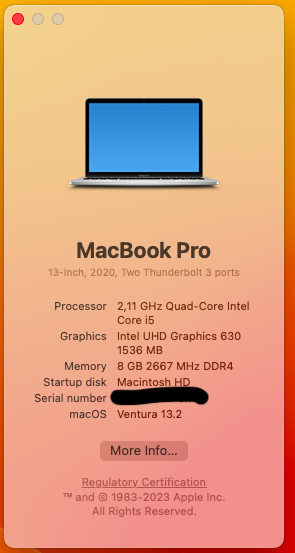 MacBook Pro
13-inch, 2020, Two Thunderbolt 3 ports
Processor 2,11 GHz Quad-Core Intel
Core i5
Graphics Intel UHD Graphics 630
1536 MB
Memory 8 GB 2667 MHz DDR4
Startup disk Macintosh HD
Serial number
macOS Ventura 13.2
More Info...
Regulatory Certification
™ and © 1983-2023 Apple Inc.
All Rights Reserved.